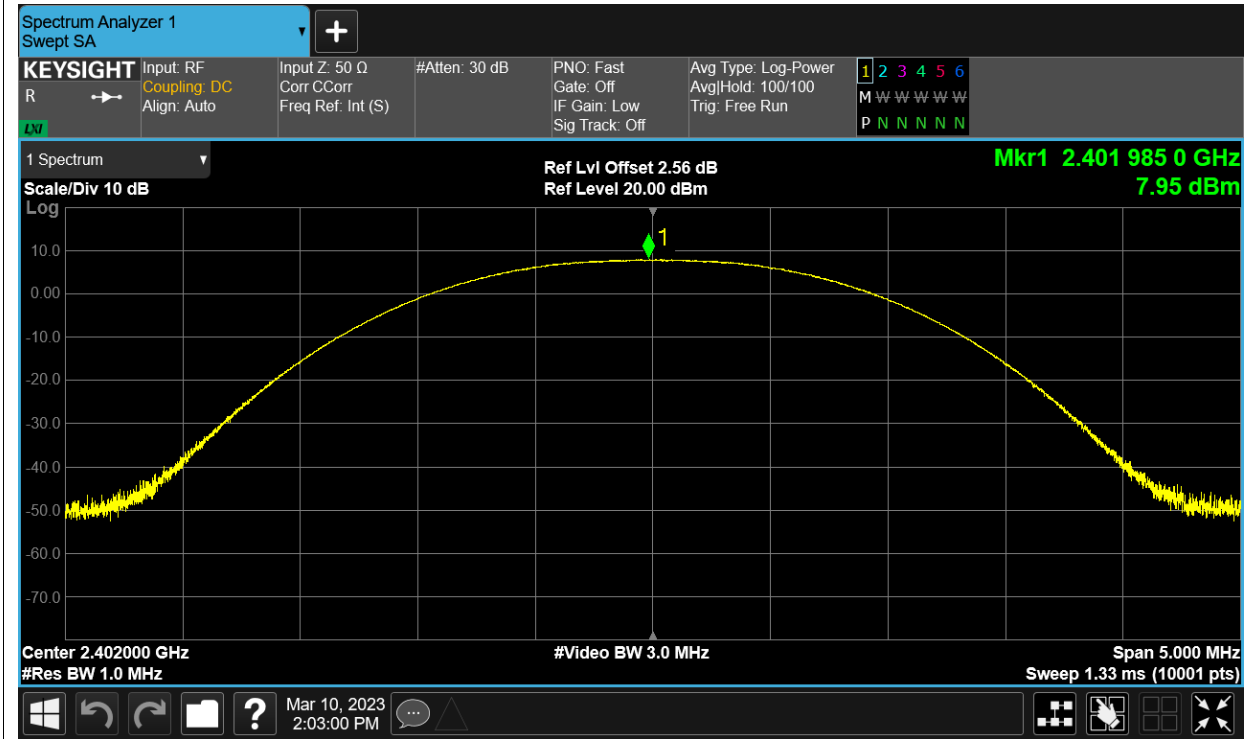 Spectrum Analyzer 1
Swept SA
KEYSIGHT
R
LXI
Input: RF
Coupling: DC
Align: Auto
Input Z: 50 Ω
Corr CCorr
Freq Ref: Int (S)
#Atten: 30 dB
PNO: Fast
Gate: Off
IF Gain: Low
Sig Track: Off
Avg Type: Log-Power
Avg|Hold: 100/100
Trig: Free Run
1 2 3 4 5 6
M W W W W W W
P N N N N N N
1 Spectrum
Scale/Div 10 dB
Log
Ref Lvl Offset 2.56 dB
Ref Level 20.00 dBm
Mkr1 2.401 985 0 GHz
7.95 dBm
1
10.0
0.00
-10.0
-20.0
-30.0
-40.0
-50.0
-60.0
-70.0
Center 2.402000 GHz
#Res BW 1.0 MHz
#Video BW 3.0 MHz
Span 5.000 MHz
Sweep 1.33 ms (10001 pts)
?
Mar 10, 2023
2:03:00 PM